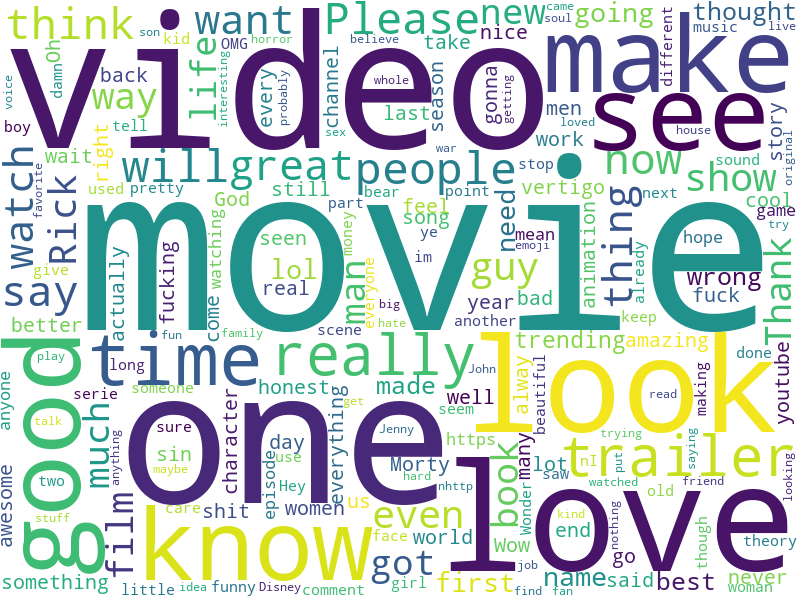 video
movie
one
love
look
see
make
good
know
time
really
trailer
people
great
will
think
want
Please
new
going
thought
nice
take
way
life
every
channel
season
last
gonna
getting
men
work
music
different
live
story
original
house
loved
sound
now
show
cool
game
try
Thank
wrong
fuck
hope
already
thing
animation
vertigo
next
stop
need
mean
emoji
guy
bad
year
another
keep
trending
amazing
done
youtube
making
beautiful
alway
many
lot
saw
book
Wow
Wonder
well
https
nhttp
John
seem
made
honest
Jenny
get
hard
Morty
us
face
world
even
got
first
girl
job
find
fan
end
name
said
best
go
nothing
kind
watched
put
trying
saying
friend
read
looking
theory
though
old
nI
never
woman
comment
Disney
funny
idea
little
something
film
awesome
shit
women
care
sin
maybe
sure
day
use
Hey
episode
everything
character
someone
serie
long
fun
family
scene
big
hate
everyone
money
man
real
lol
seen
God
still
part
bear
point
feel
song
ye
im
war
sex
whole
believe
horror
probably
interesting
OMG
kid
son
came
soul
back
boy
tell
right
wait
damn
Oh
voice
watch
favorite
Rick
used
pretty
watching
come
fucking
actually
say
give
better
play
anyone
much
talk
two
stuff
anything